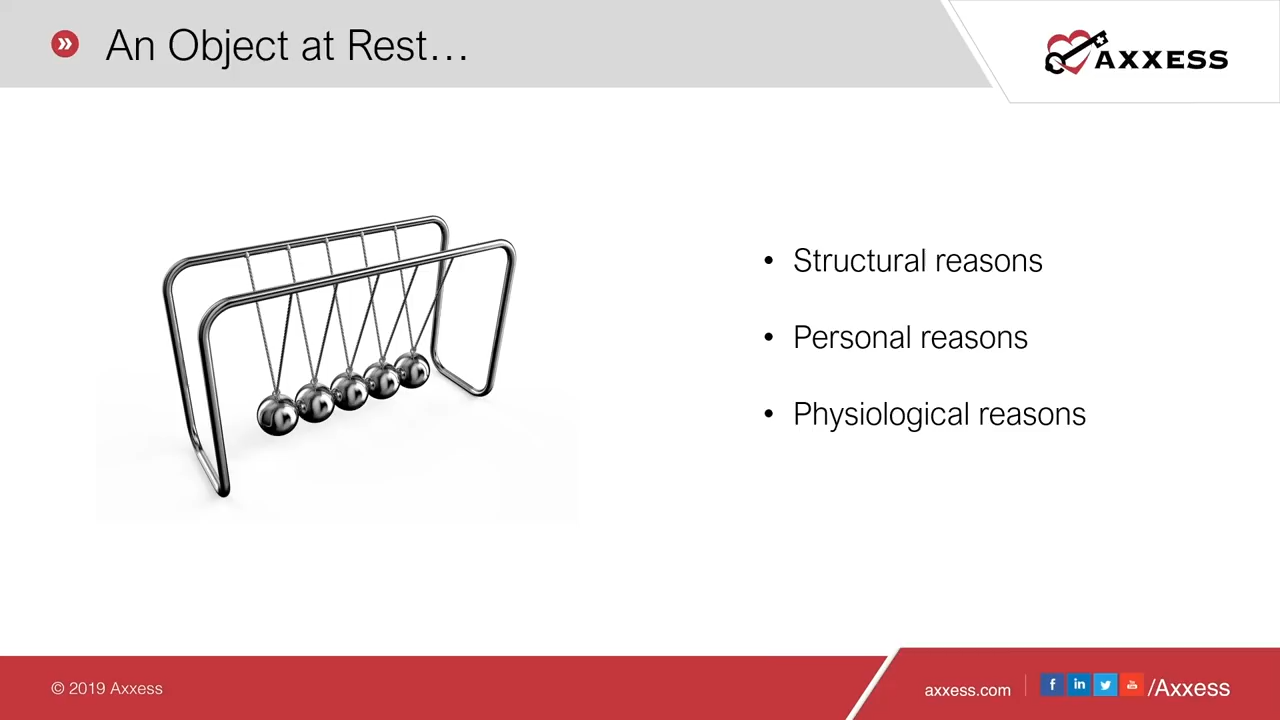 An Object at Rest…
AXXESS
• Structural reasons
• Personal reasons
• Physiological reasons
© 2019 Axxess
axxess.com
/Axxess